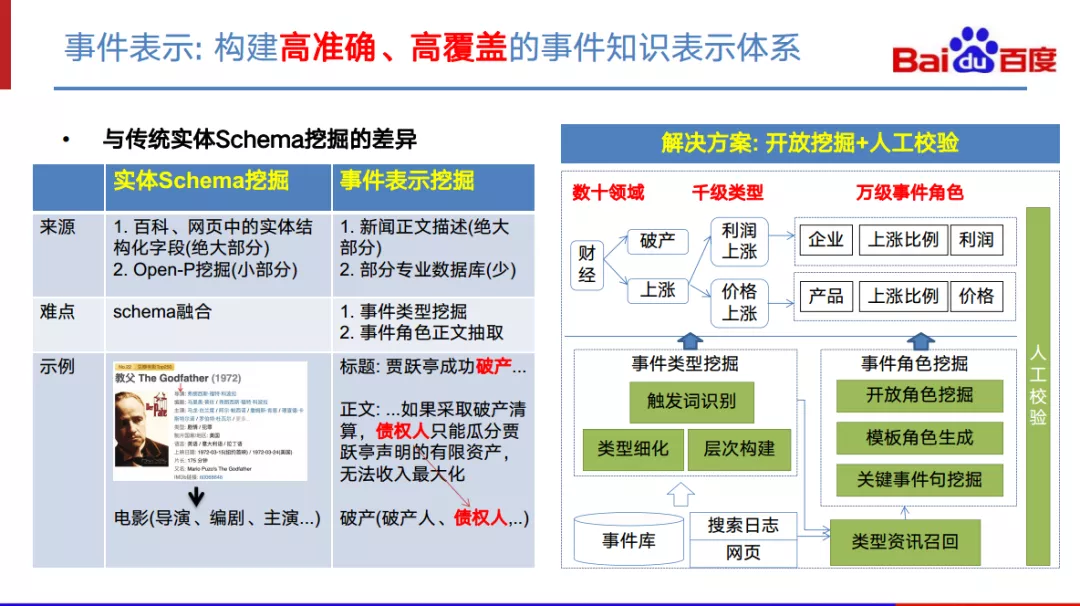 事件表示: 构建高准确、高覆盖的事件知识表示体系
Bai du 百度
• 与传统实体Schema挖掘的差异
实体Schema挖掘
事件表示挖掘
来源
1. 百科、网页中的实体结
构化字段(绝大部分)
2. Open-P挖掘(小部分)
1. 新闻正文描述(绝大
部分)
2. 部分专业数据库(少)
难点
schema融合
1. 事件类型挖掘
2. 事件角色正文抽取
示例
教父 The Godfather (1972)
电影(导演、编剧、主演...)
标题: 贾跃亭成功破产...
正文: ...如果采取破产清
算，债权人只能瓜分贾
跃亭声明的有限资产，
无法收入最大化
破产(破产人、债权人,..)
解决方案: 开放挖掘+人工校验
数十领域
千级类型
万级事件角色
财
经
破产
上涨
利润
上涨
价格
上涨
企业
上涨比例
利润
产品
上涨比例
价格
事件类型挖掘
触发词识别
类型细化
层次构建
事件角色挖掘
开放角色挖掘
模板角色生成
关键事件句挖掘
事件库
搜索日志
网页
类型资讯召回
人工校验